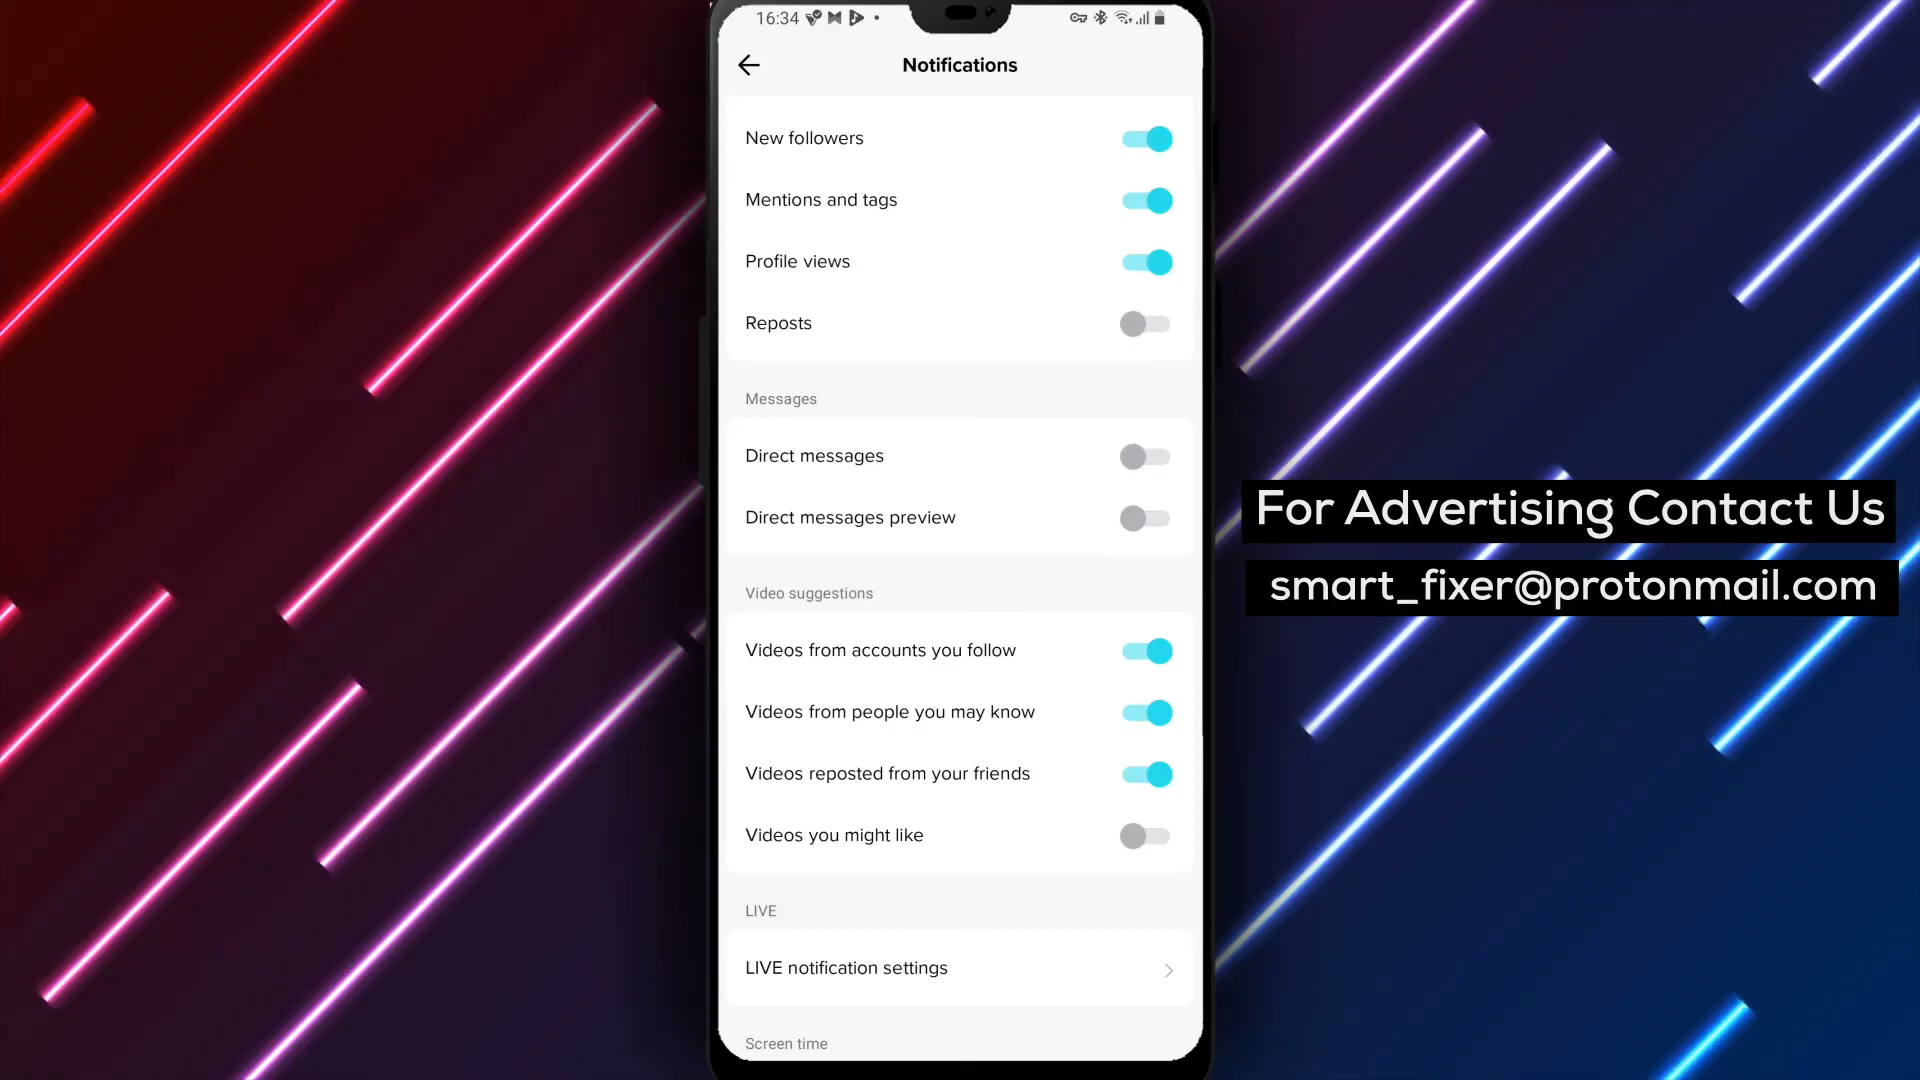 16:34
Notifications
New followers
Mentions and tags
Profile views
Reposts
Messages
Direct messages
Direct messages preview
Video suggestions
Videos from accounts you follow
Videos from people you may know
Videos reposted from your friends
Videos you might like
LIVE
LIVE notification settings
Screen time
For Advertising Contact Us
smart_fixer@protonmail.com